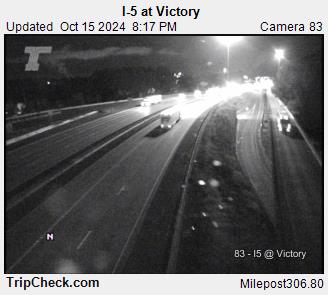 I-5 at Victory
Updated Oct 15 2024 8:17 PM Camera 83
T
N
83 - I5 @ Victory
TripCheck.com Milepost306.80